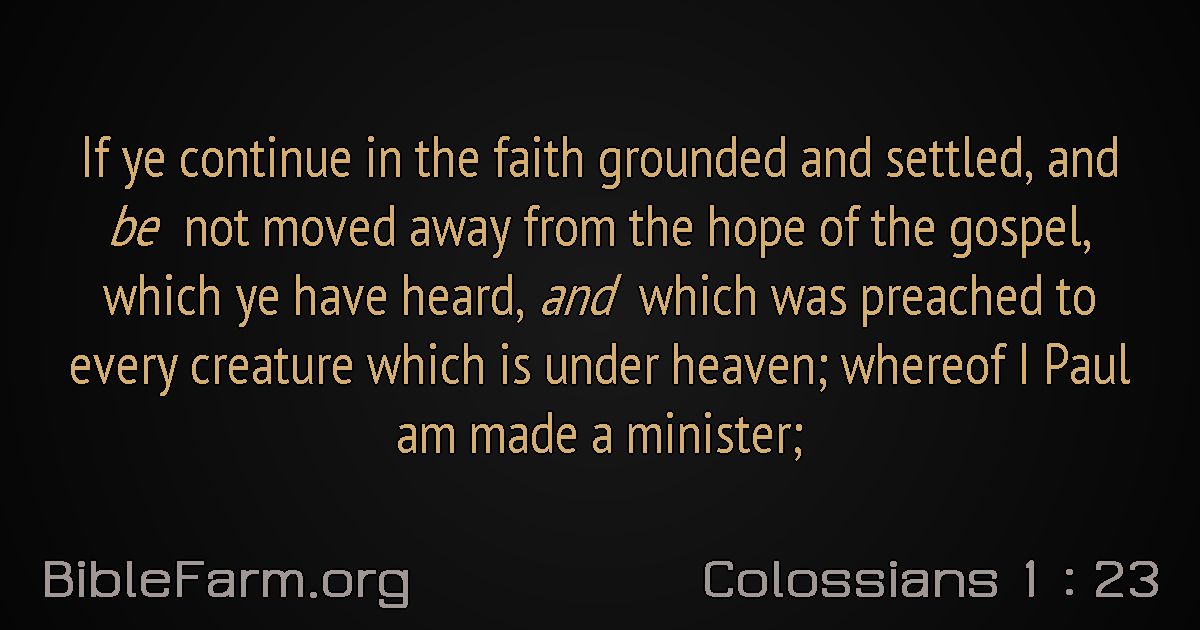 If ye continue in the faith grounded and settled, and
be not moved away from the hope of the gospel,
which ye have heard, and which was preached to
every creature which is under heaven; whereof I Paul
am made a minister;
BibleFarm.org
Colossians 1 : 23